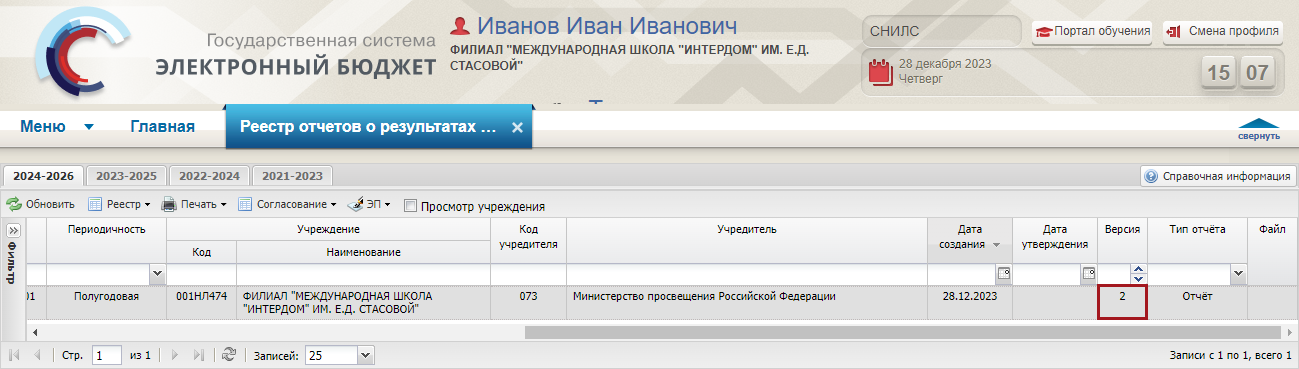 Государственная система
ЭЛЕКТРОННЫЙ БЮДЖЕТ
Иванов Иван Иванович
ФИЛИАЛ "МЕЖДУНАРОДНАЯ ШКОЛА "ИНТЕРДОМ" ИМ. Е.Д.
СТАСОВОЙ"
СНИЛС
Портал обучения
Смена профиля
28 декабря 2023
Четверг
15 07
Меню Главная Реестр отчетов о результатах ... ×
свернуть
2024-2026 2023-2025 2022-2024 2021-2023 Справочная информация
Обновить Реестр Печать Согласование ЭП Просмотр учреждения
Фильтр
Периодичность Учреждение Код учредителя Учредитель Дата создания Дата утверждения Версия Тип отчёта Файл
Код Наименование
01 Полугодовая 001НЛ474 ФИЛИАЛ "МЕЖДУНАРОДНАЯ ШКОЛА 073 Министерство просвещения Российской Федерации 28.12.2023 2 Отчёт
"ИНТЕРДОМ" ИМ. Е.Д. СТАСОВОЙ"
Стр. 1 из 1 Записей: 25 Записи с 1 по 1, всего 1